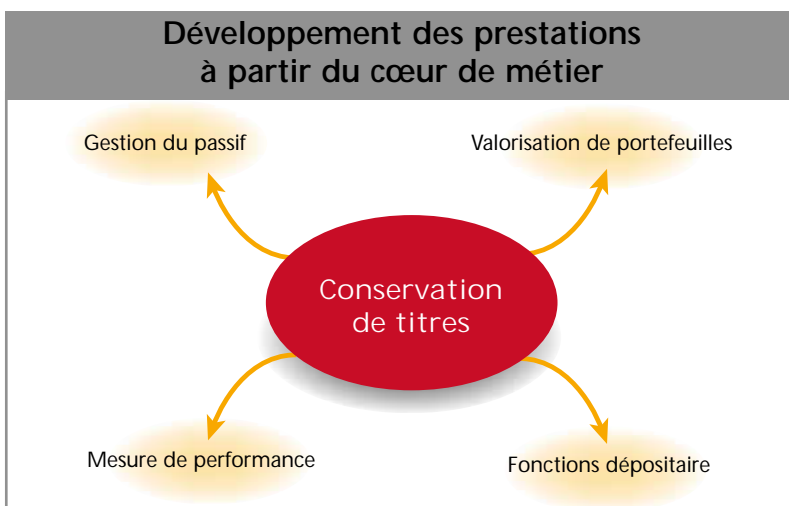 Développement des prestations
à partir du cœur de métier
Gestion du passif
Valorisation de portefeuilles
Conservation
de titres
Mesure de performance
Fonctions dépositaire